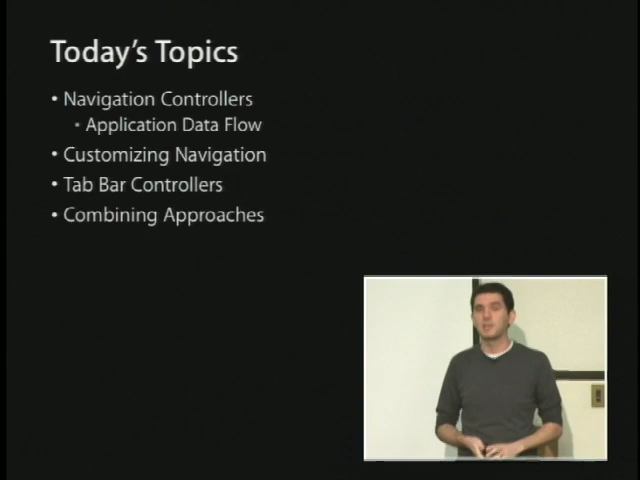 Today's Topics
• Navigation Controllers
• Application Data Flow
• Customizing Navigation
• Tab Bar Controllers
• Combining Approaches